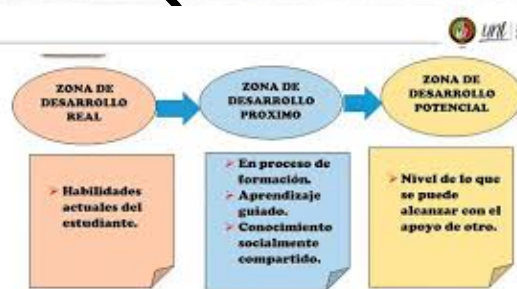 unl
ZONA DE
DESARROLLO
REAL
ZONA DE
DESARROLLO
PROXIMO
ZONA DE
DESARROLLO
POTENCIAL
➤ Habilidades
actuales del
estudiante.
➤ En proceso de
formación.
➤ Aprendizaje
guiado.
➤ Conocimiento
socialmente
compartido.
➤ Nivel de lo que
se puede
alcanzar con el
apoyo de otro.